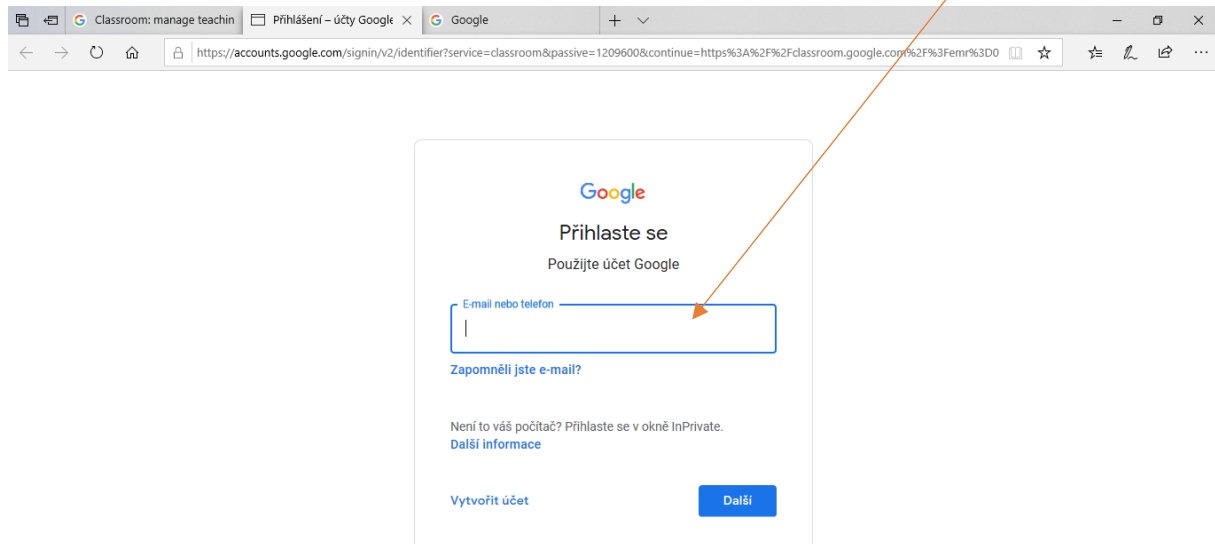 Classroom: manage teachin
Přihlášení – účty Google
Google
https://accounts.google.com/signin/v2/identifier?service=classroom&passive=1209600&continue=https%3A%2F%2Fclassroom.google.com%2F%3Femr%3D0
Google
Přihlaste se
Použijte účet Google
E-mail nebo telefon
Zapomněli jste e-mail?
Není to váš počítač? Přihlaste se v okně InPrivate.
Další informace
Vytvořit účet
Další